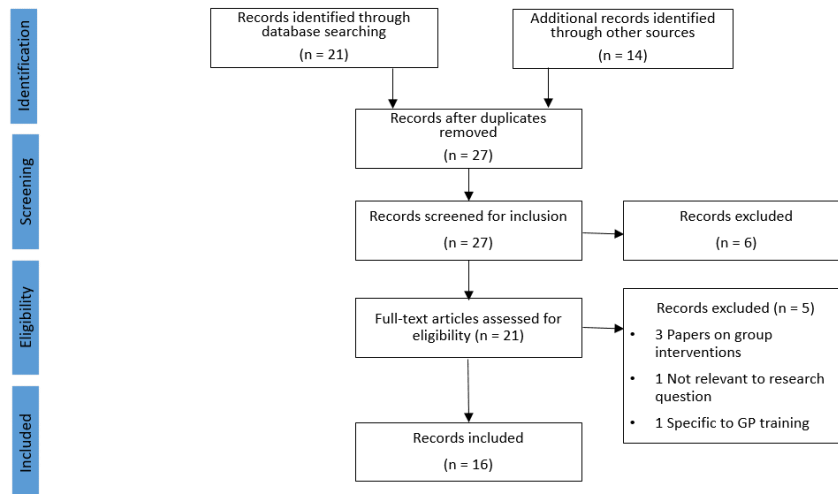 Identification
Records identified through
database searching
(n = 21)
Additional records identified
through other sources
(n = 14)
Records after duplicates
removed
(n = 27)
Screening
Records screened for inclusion
(n = 27)
Records excluded
(n = 6)
Eligibility
Full-text articles assessed for
eligibility (n = 21)
Records excluded (n = 5)
• 3 Papers on group
interventions
• 1 Not relevant to research
question
• 1 Specific to GP training
Included
Records included
(n = 16)